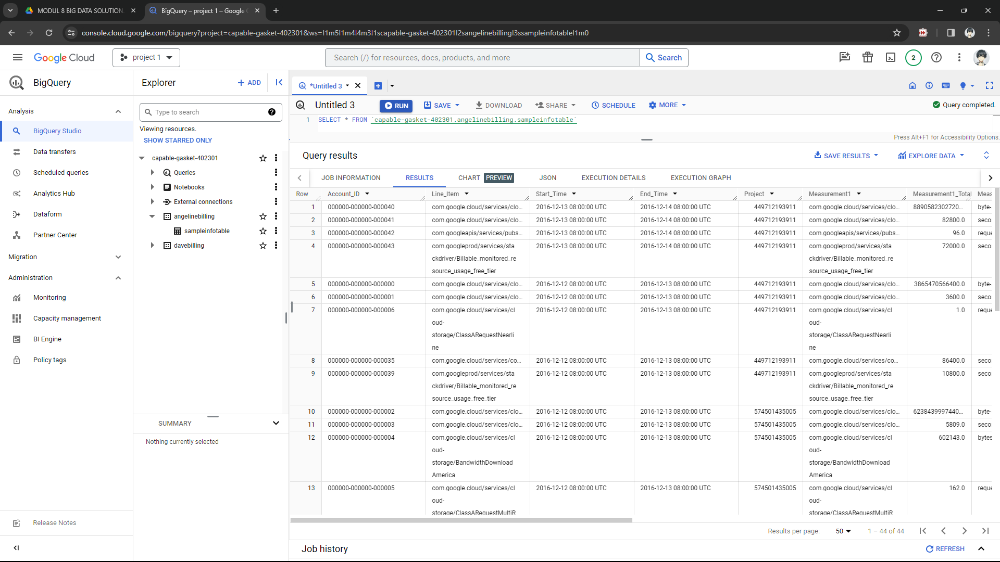 MODUL 8 BIG DATA SOLUTION
BigQuery – project 1 – Google C
console.cloud.google.com/bigquery?project=capable-gasket-402301&ws=!1m5!1m4!4m3!1scapable-gasket-402301!2sangelinebilling!3ssampleinfotable!1m0
Google Cloud
project 1
Search (/) for resources, docs, products, and more
Search
2
BigQuery
Analysis
BigQuery Studio
Data transfers
Scheduled queries
Analytics Hub
Dataform
Partner Center
Migration
Administration
Monitoring
Capacity management
BI Engine
Policy tags
Release Notes
Explorer
+ ADD
Type to search
Viewing resources.
SHOW STARRED ONLY
capable-gasket-402301
Queries
Notebooks
External connections
angelinebilling
sampleinfotable
davebilling
SUMMARY
Nothing currently selected
*Untitled 3
Untitled 3
RUN
SAVE
DOWNLOAD
SHARE
SCHEDULE
MORE
Query completed.
1 SELECT * FROM `capable-gasket-402301.angelinebilling.sampleinfotable`
Press Alt+F1 for Accessibility Options.
Query results
SAVE RESULTS
EXPLORE DATA
JOB INFORMATION RESULTS CHART PREVIEW JSON EXECUTION DETAILS EXECUTION GRAPH
Row Account_ID Line_Item Start_Time End_Time Project Measurement1 Measurement1_Total Meas
1 000000-000000-000040 com.google.cloud/services/clo... 2016-12-13 08:00:00 UTC 2016-12-14 08:00:00 UTC 449712193911 com.google.cloud/services/clo... 8890582302720... byte-
2 000000-000000-000041 com.google.cloud/services/clo... 2016-12-13 08:00:00 UTC 2016-12-14 08:00:00 UTC 449712193911 com.google.cloud/services/clo... 82800.0 seco
3 000000-000000-000042 com.googleapis/services/pubs... 2016-12-13 08:00:00 UTC 2016-12-14 08:00:00 UTC 449712193911 com.googleapis/services/pubs... 96.0 reque
4 000000-000000-000043 com.googleprod/services/sta 2016-12-13 08:00:00 UTC 2016-12-14 08:00:00 UTC 449712193911 com.googleprod/services/sta 72000.0 seco
ckdriver/Billable_monitored_re ckdriver/Billable_monitored_re
source_usage_free_tier source_usage_free_tier
5 000000-000000-000000 com.google.cloud/services/clo... 2016-12-12 08:00:00 UTC 2016-12-13 08:00:00 UTC 449712193911 com.google.cloud/services/clo... 3865470566400.0 byte-
6 000000-000000-000001 com.google.cloud/services/clo... 2016-12-12 08:00:00 UTC 2016-12-13 08:00:00 UTC 449712193911 com.google.cloud/services/clo... 3600.0 seco
7 000000-000000-000006 com.google.cloud/services/cl 2016-12-12 08:00:00 UTC 2016-12-13 08:00:00 UTC 449712193911 com.google.cloud/services/cl 1.0 reque
oud- oud-
storage/ClassARequestNearli storage/ClassARequestNearli
ne ne
8 000000-000000-000035 com.google.cloud/services/co... 2016-12-12 08:00:00 UTC 2016-12-13 08:00:00 UTC 449712193911 com.google.cloud/services/co... 86400.0 seco
9 000000-000000-000039 com.googleprod/services/sta 2016-12-12 08:00:00 UTC 2016-12-13 08:00:00 UTC 449712193911 com.googleprod/services/sta 10800.0 seco
ckdriver/Billable_monitored_re ckdriver/Billable_monitored_re
source_usage_free_tier source_usage_free_tier
10 000000-000000-000002 com.google.cloud/services/clo... 2016-12-12 08:00:00 UTC 2016-12-13 08:00:00 UTC 574501435005 com.google.cloud/services/clo... 6238439997440... byte-
11 000000-000000-000003 com.google.cloud/services/clo... 2016-12-12 08:00:00 UTC 2016-12-13 08:00:00 UTC 574501435005 com.google.cloud/services/clo... 5809.0 seco
12 000000-000000-000004 com.google.cloud/services/cl 2016-12-12 08:00:00 UTC 2016-12-13 08:00:00 UTC 574501435005 com.google.cloud/services/cl 602143.0 bytes
oud- oud-
storage/BandwidthDownload storage/BandwidthDownload
America America
13 000000-000000-000005 com.google.cloud/services/cl 2016-12-12 08:00:00 UTC 2016-12-13 08:00:00 UTC 574501435005 com.google.cloud/services/cl 162.0 reque
oud- oud-
storage/ClassARequestMultiR storage/ClassARequestMultiR
Results per page: 50 1 – 44 of 44
Job history
REFRESH